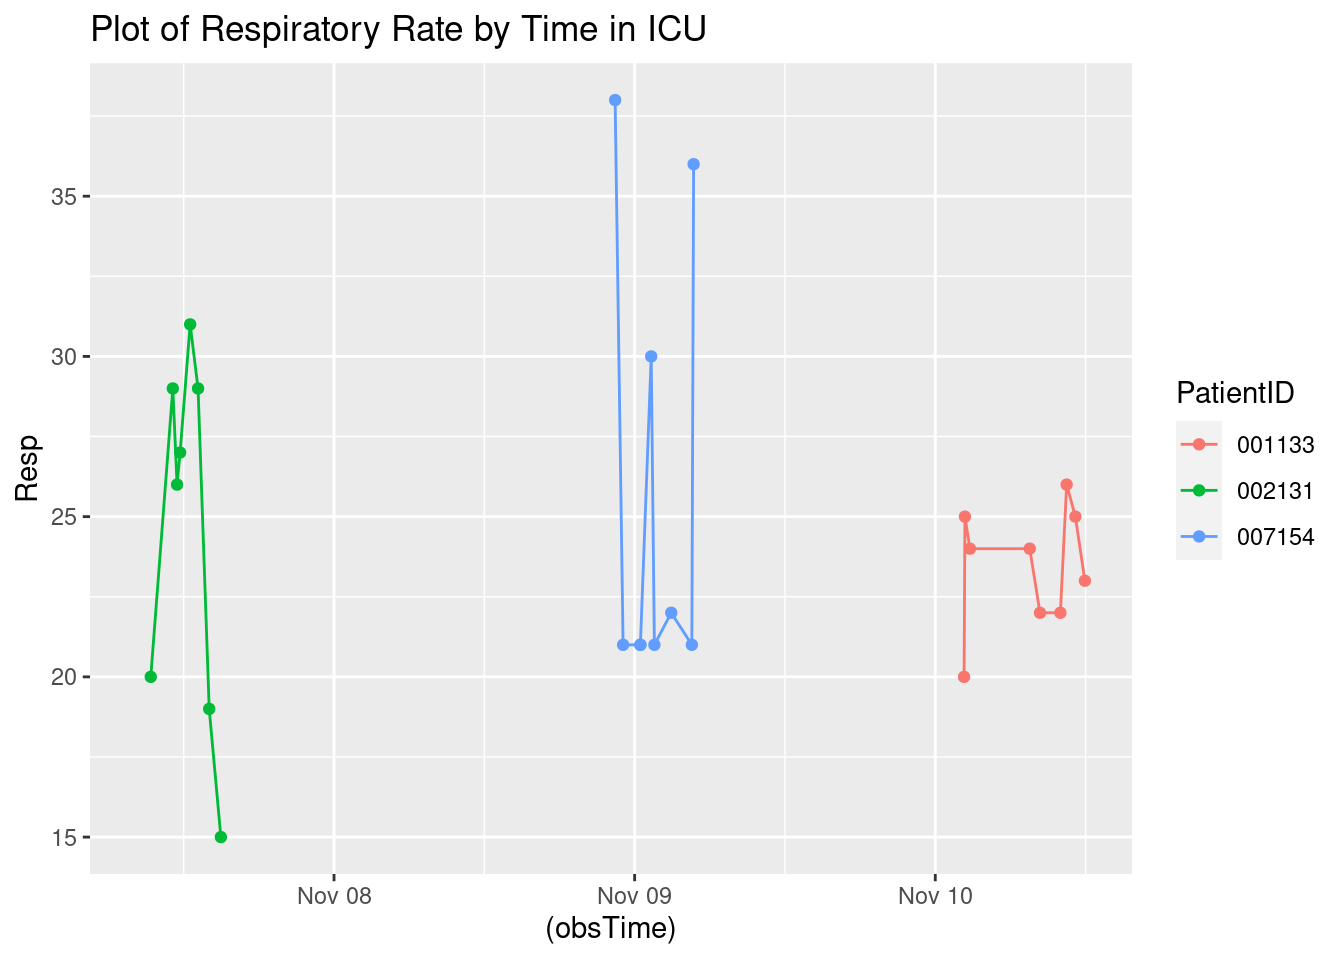 Plot of Respiratory Rate by Time in ICU
Resp
35
30
25
20
15
Nov 08 Nov 09 Nov 10
(obsTime)
PatientID
001133
002131
007154